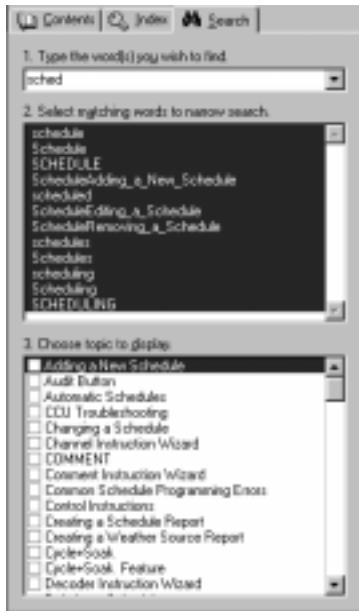 Contents Index Search
1. Type the word(s) you wish to find
sched
2. Select matching words to narrow search.
schedule
Schedule
SCHEDULE
ScheduleAdding_a_New_Schedule
scheduled
ScheduleEditing_a_Schedule
ScheduleRemoving_a_Schedule
schedules
Schedules
scheduling
Scheduling
SCHEDULING
3. Choose topic to display.
Adding a New Schedule
Audit Button
Automatic Schedules
CCU Troubleshooting
Changing a Schedule
Channel Instruction Wizard
COMMENT
Comment Instruction Wizard
Common Schedule Programming Errors
Control Instructions
Creating a Schedule Report
Creating a Weather Source Report
Cycle+Soak
Cycle+Soak Feature
Decoder Instruction Wizard